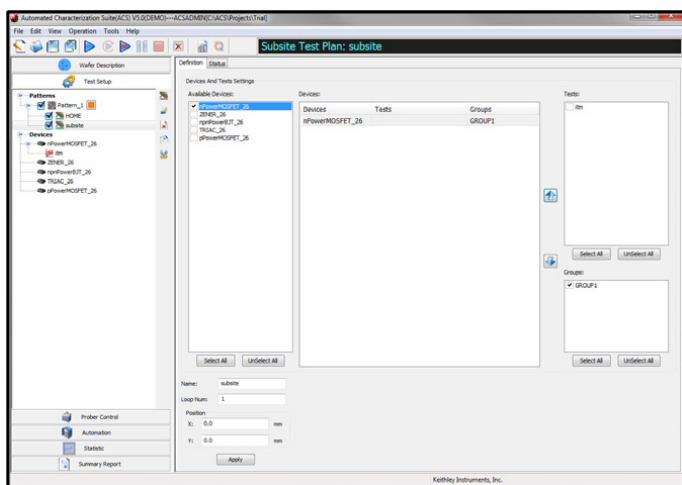 Automated Characterization Suite(ACS) V5.0(DEMO)---ACSADMIN[C:\ACS\Projects\Trial]
File Edit View Operation Tools Help
Subsite Test Plan: subsite
Wafer Description
Test Setup
Definition Status
Patterns
Pattern_1
HOME
subsite
Devices
nPowerMOSFET_26
itm
ZENER_26
npnPowerBJT_26
TRIAC_26
pPowerMOSFET_26
Devices And Tests Settings
Available Devices:
nPowerMOSFET_26
ZENER_26
npnPowerBJT_26
TRIAC_26
pPowerMOSFET_26
Select All UnSelect All
Devices:
Devices Tests Groups
nPowerMOSFET_26 GROUP1
Tests:
itm
Select All UnSelect All
Groups:
GROUP1
Select All UnSelect All
Name: subsite
Loop Num: 1
Position
X: 0.0 mm
Y: 0.0 mm
Apply
Prober Control
Automation
Statistic
Summary Report
Keithley Instruments, Inc.